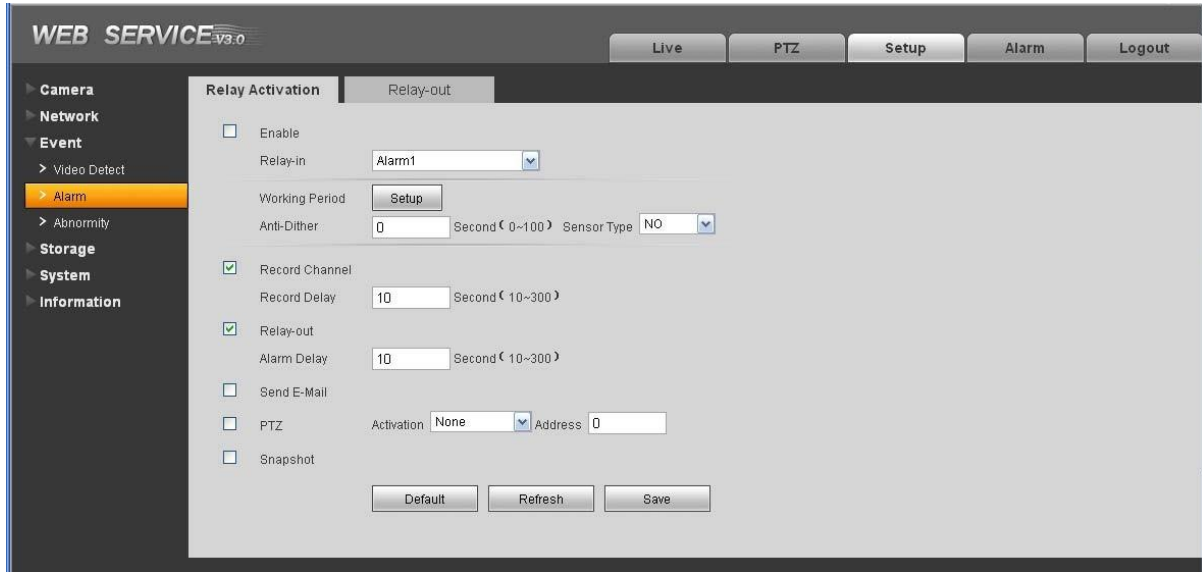 WEB SERVICE V3.0
Live PTZ Setup Alarm Logout
Camera
Network
Event
> Video Detect
> Alarm
> Abnormity
Storage
System
Information
Relay Activation Relay-out
Enable
Relay-in Alarm1
Working Period Setup
Anti-Dither 0 Second ( 0~100 ) Sensor Type NO
Record Channel
Record Delay 10 Second ( 10~300 )
Relay-out
Alarm Delay 10 Second ( 10~300 )
Send E-Mail
PTZ Activation None Address 0
Snapshot
Default Refresh Save